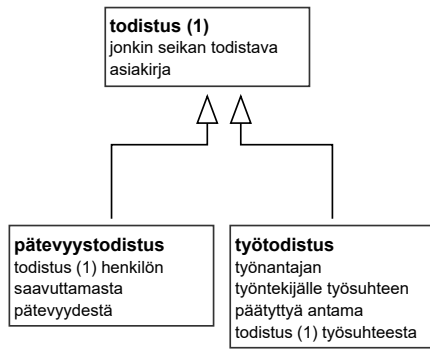 todistus (1)
jonkin seikan todistava
asiakirja
pätevyystodistus
todistus (1) henkilön
saavuttamasta
pätevyydestä
työtodistus
työnantajan
työntekijälle työsuhteen
päätyttyä antama
todistus (1) työsuhteesta